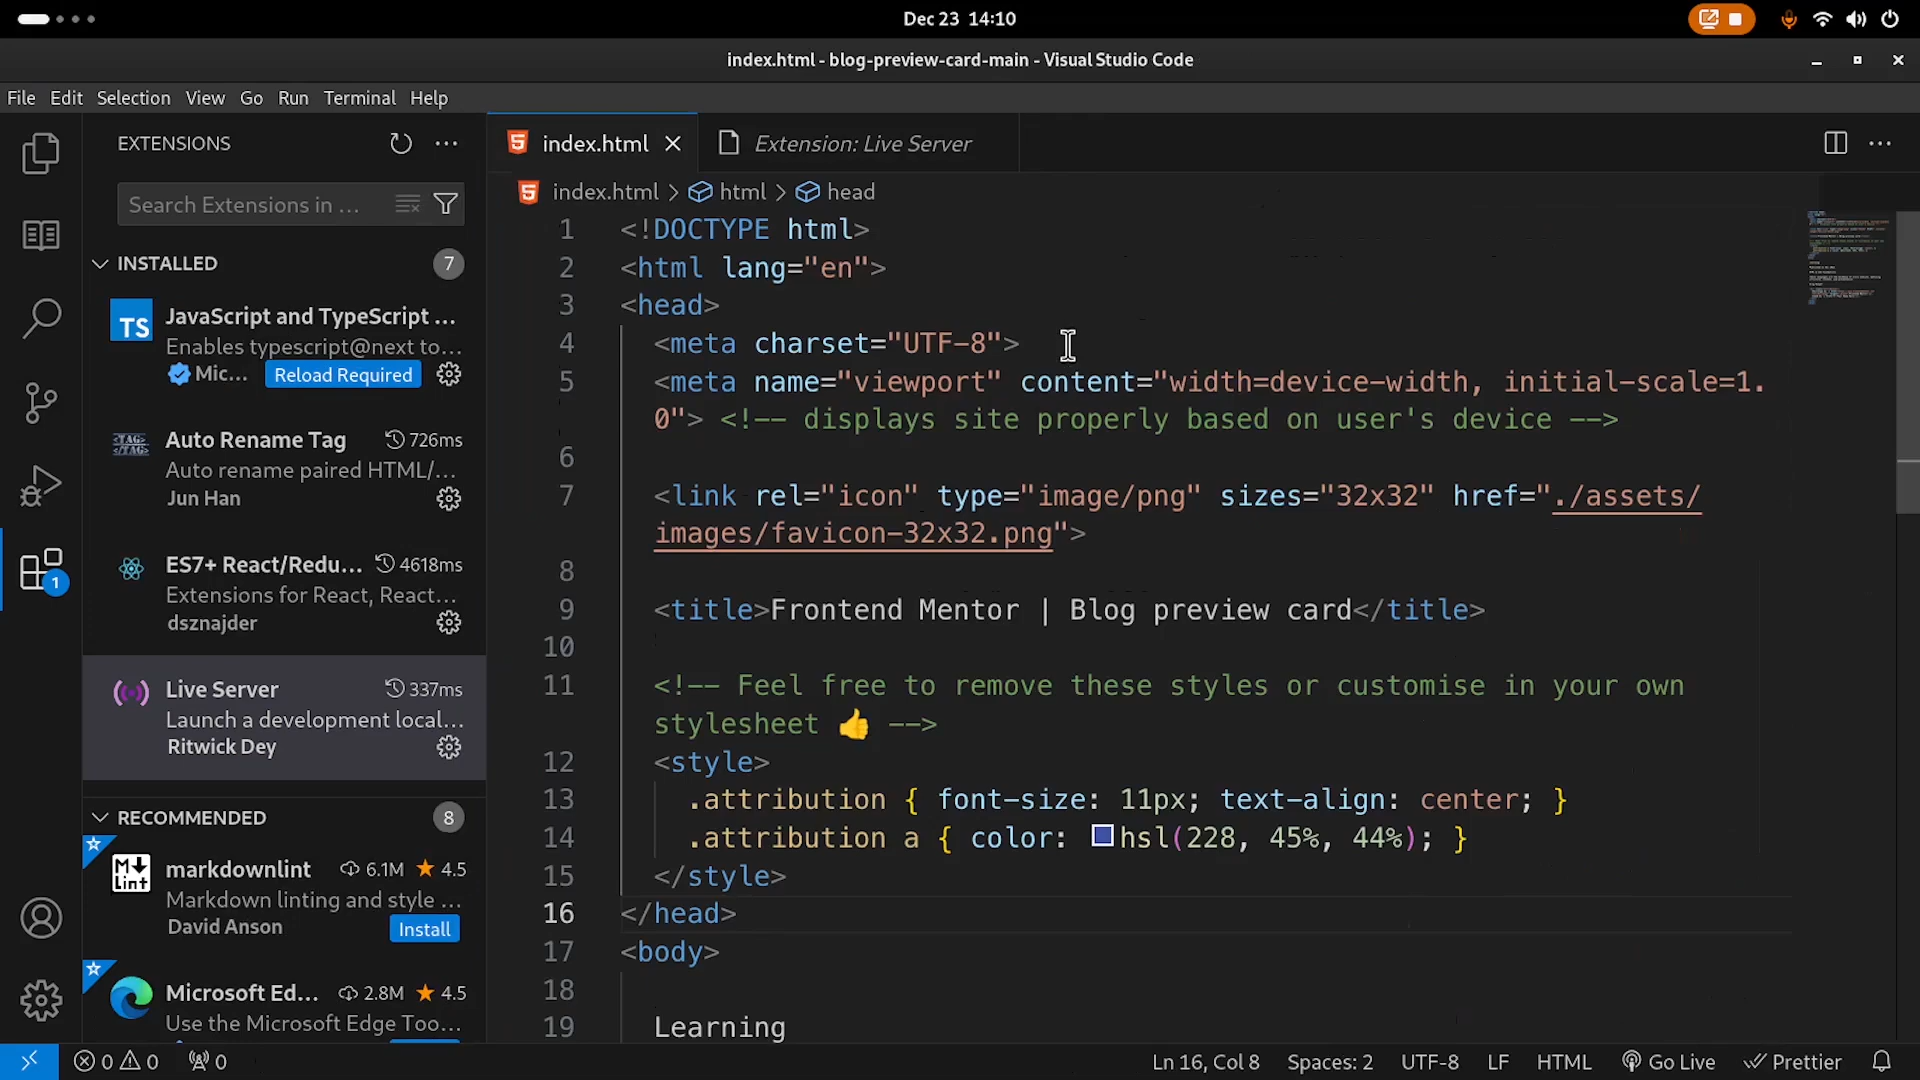 Dec 23 14:10
index.html - blog-preview-card-main - Visual Studio Code
File Edit Selection View Go Run Terminal Help
EXTENSIONS
Search Extensions in ...
INSTALLED 7
TS
JavaScript and TypeScript ...
Enables typescript@next to...
Mic... Reload Required
<TAG>
</TAG>
Auto Rename Tag 726ms
Auto rename paired HTML/...
Jun Han
ES7+ React/Redu... 4618ms
Extensions for React, React...
dsznajder
Live Server 337ms
Launch a development local...
Ritwick Dey
RECOMMENDED 8
M Lint
markdownlint 6.1M 4.5
Markdown linting and style ...
David Anson Install
Microsoft Ed... 2.8M 4.5
Use the Microsoft Edge Too...
1
index.html Extension: Live Server
index.html > html > head
1 <!DOCTYPE html>
2 <html lang="en">
3 <head>
4 <meta charset="UTF-8">
5 <meta name="viewport" content="width=device-width, initial-scale=1.
0"> <!-- displays site properly based on user's device -->
6
7 <link rel="icon" type="image/png" sizes="32x32" href="./assets/
images/favicon-32x32.png">
8
9 <title>Frontend Mentor | Blog preview card</title>
10
11 <!-- Feel free to remove these styles or customise in your own
stylesheet 👍 -->
12 <style>
13 .attribution { font-size: 11px; text-align: center; }
14 .attribution a { color: hsl(228, 45%, 44%); }
15 </style>
16 </head>
17 <body>
18
19 Learning
0 0 0 Ln 16, Col 8 Spaces: 2 UTF-8 LF HTML Go Live Prettier